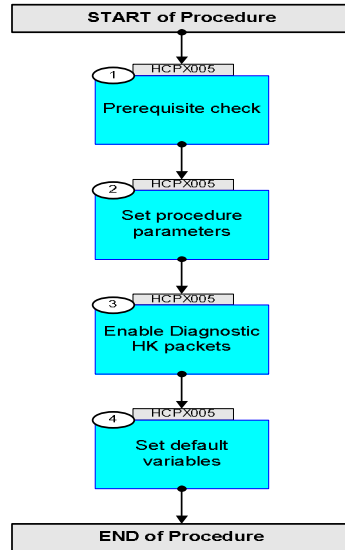 START of Procedure
HCPX005
1
Prerequisite check
HCPX005
2
Set procedure
parameters
HCPX005
3
Enable Diagnostic
HK packets
HCPX005
4
Set default
variables
END of Procedure